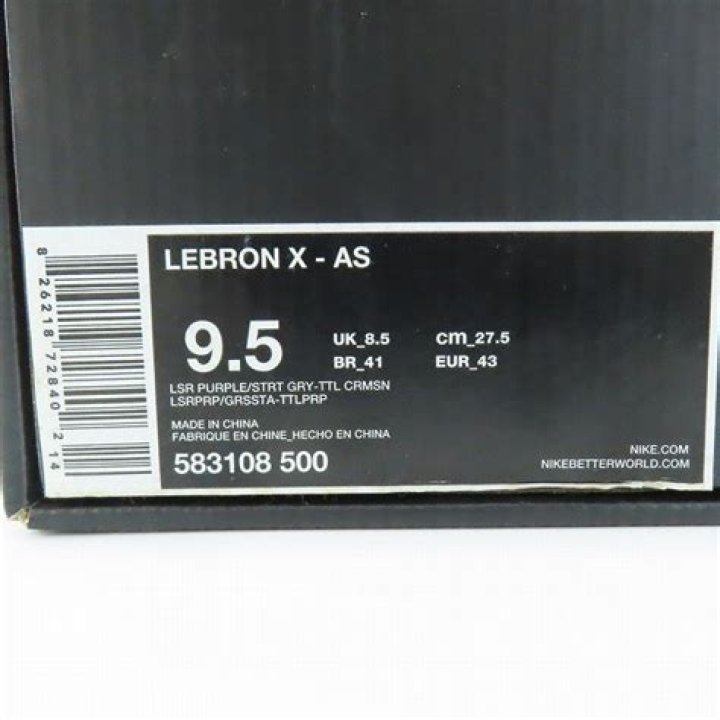 LEBRON X - AS
9.5
UK_8.5 cm_27.5
BR_41 EUR_43
LSR PURPLE/STRT GRY-TTL CRMSN
LSRPRP/GRSSTA-TTLPRP
MADE IN CHINA
FABRIQUE EN CHINE_HECHO EN CHINA
583108 500
NIKE.COM
NIKEBETTERWORLD.COM
8 26218 72840 2 14